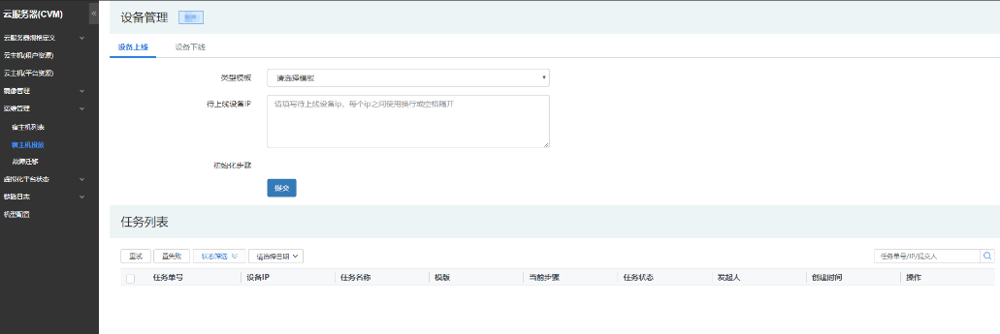 云服务器(CVM)
云服务器规格定义
云主机(租户资源)
云主机(平台资源)
镜像管理
运维管理
宿主机列表
宿主机投放
故障迁移
虚拟化平台状态
链路日志
机型配置
设备管理
设备上线
设备下线
类型模板
请选择模板
待上线设备IP
请填写待上线设备ip，每个ip之间使用换行或空格隔开
初始化步骤
提交
任务列表
重试
置失败
状态筛选
请选择日期
任务单号/IP/提交人
任务单号 设备IP 任务名称 模版 当前步骤 任务状态 发起人 创建时间 操作